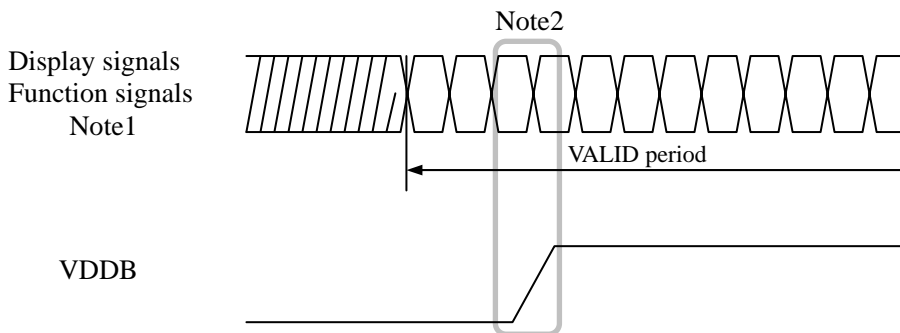 Note2
Display signals
Function signals
Note1
VALID period
VDDB